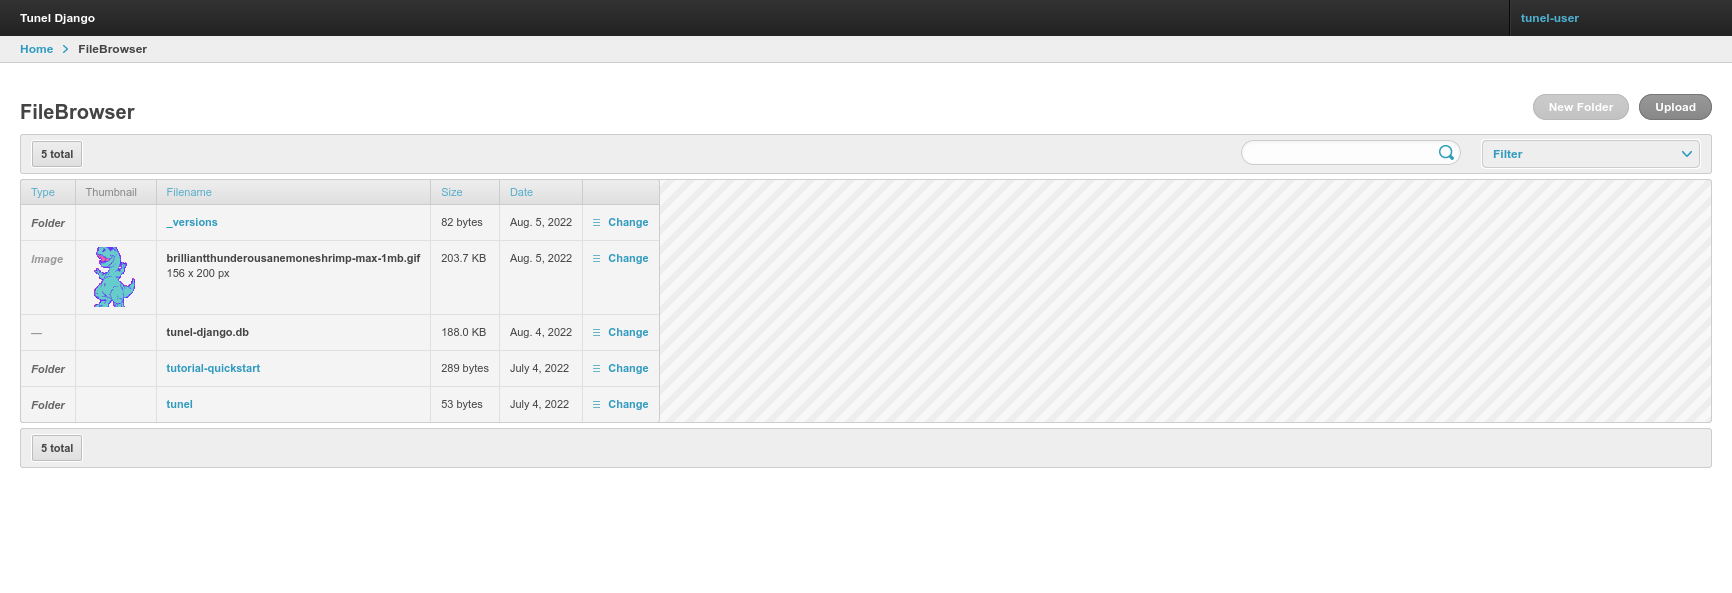 Tunel Django
tunel-user
Home FileBrowser
FileBrowser
New Folder Upload
5 total
Filter
Type Thumbnail Filename Size Date
Folder _versions 82 bytes Aug. 5, 2022 Change
Image brilliantthunderousanemoneshrimp-max-1mb.gif 203.7 KB Aug. 5, 2022 Change
156 x 200 px
— tunel-django.db 188.0 KB Aug. 4, 2022 Change
Folder tutorial-quickstart 289 bytes July 4, 2022 Change
Folder tunel 53 bytes July 4, 2022 Change
5 total